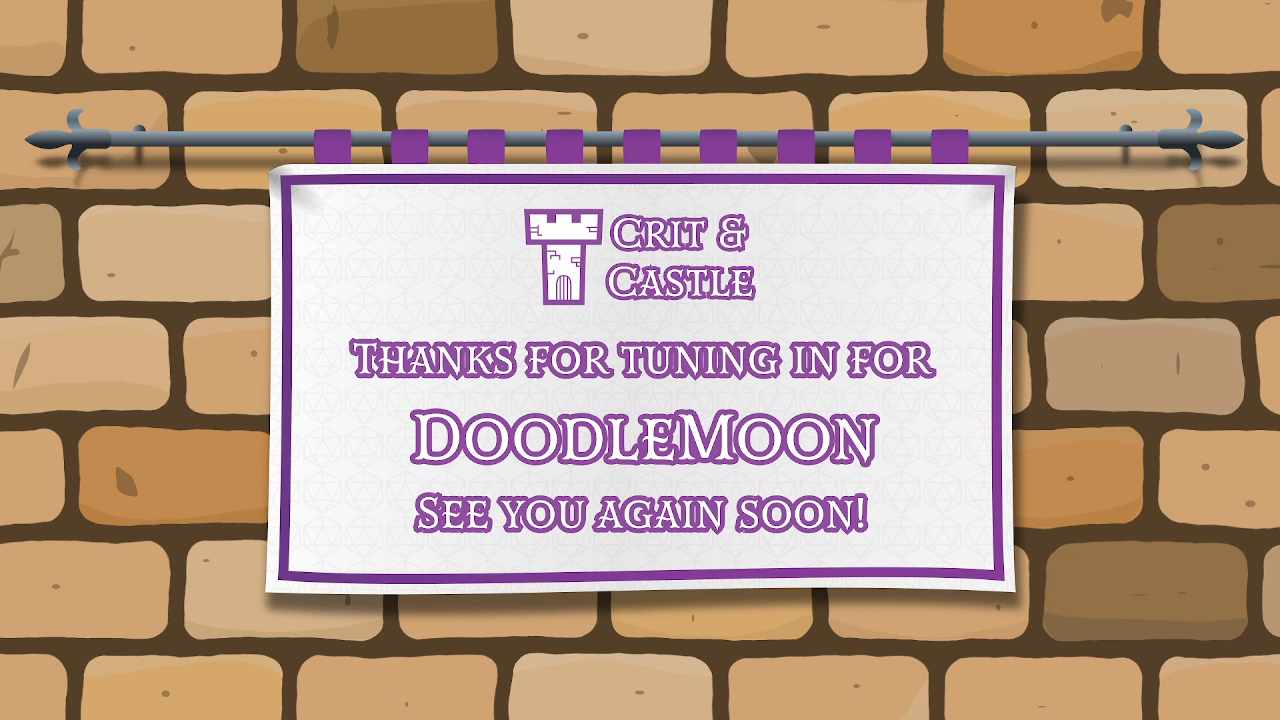 Crit &
Castle
Thanks for tuning in for
DoodleMoon
See you again soon!